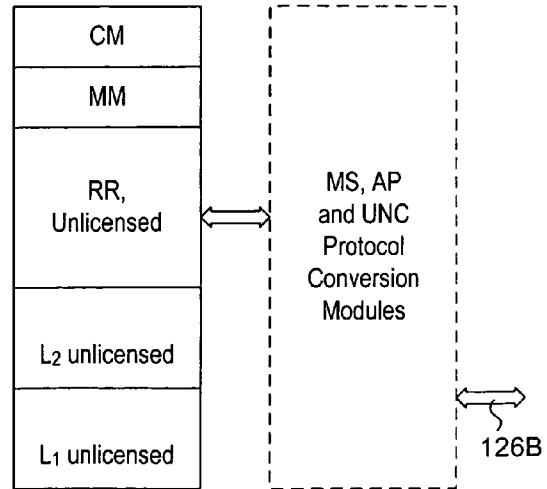 CM
MM
RR,
Unlicensed
L2 unlicensed
L1 unlicensed
MS, AP
and UNC
Protocol
Conversion
Modules
126B